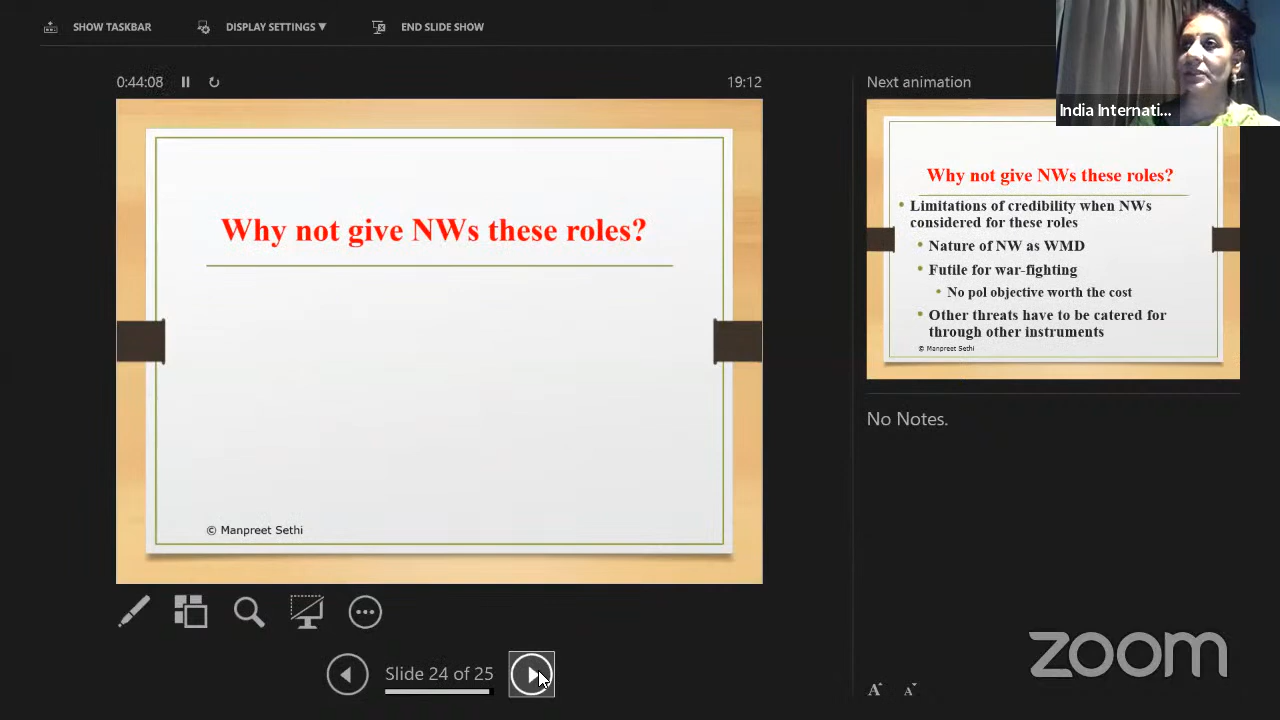 SHOW TASKBAR
DISPLAY SETTINGS ▼
END SLIDE SHOW
0:44:08
19:12
Next animation
India Internati...
Why not give NWs these roles?
© Manpreet Sethi
Why not give NWs these roles?
• Limitations of credibility when NWs
considered for these roles
• Nature of NW as WMD
• Futile for war-fighting
• No pol objective worth the cost
• Other threats have to be catered for
through other instruments
© Manpreet Sethi
No Notes.
Slide 24 of 25
A A
zoom